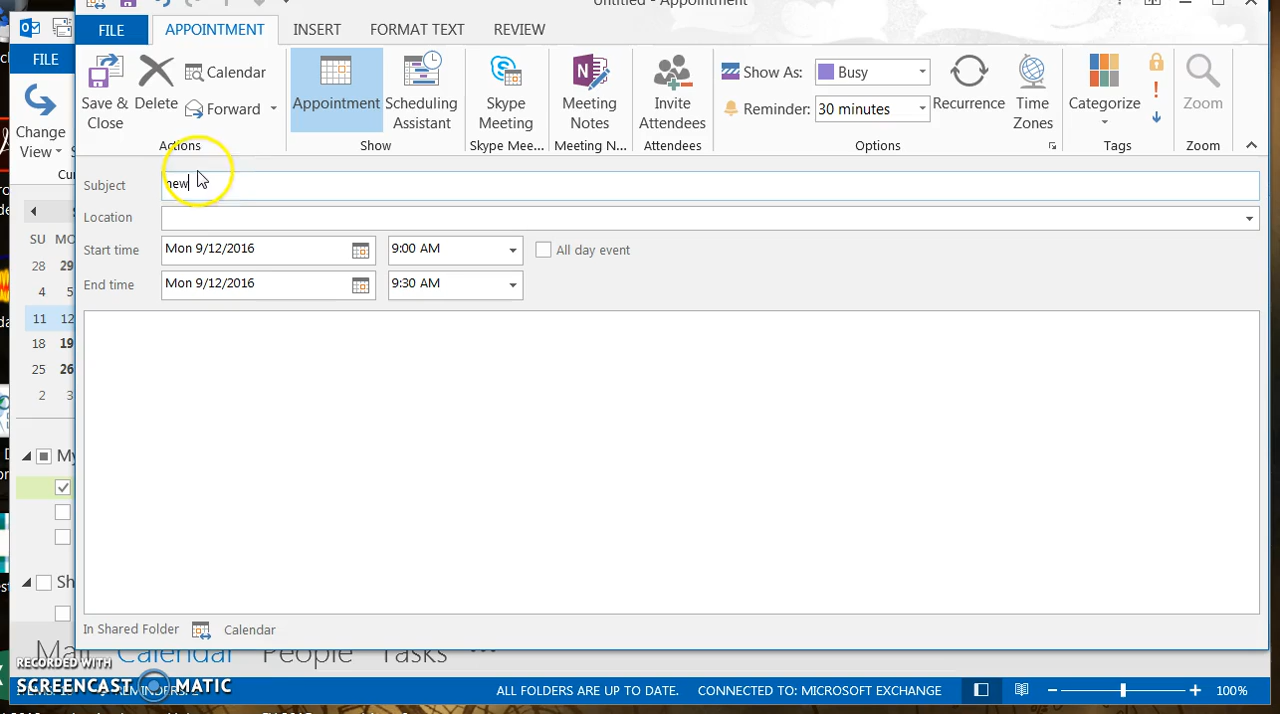 Untitled - Appointment
FILE APPOINTMENT INSERT FORMAT TEXT REVIEW
FILE
Save & Close Delete Calendar Forward Appointment Scheduling Assistant Skype Meeting Meeting Notes Invite Attendees Show As: Busy Reminder: 30 minutes Recurrence Time Zones Categorize Zoom
Change View
Actions Show Skype Mee... Meeting N... Attendees Options Tags Zoom
Subject new
Location
Start time Mon 9/12/2016 9:00 AM All day event
End time Mon 9/12/2016 9:30 AM
SU MO
28 29
4 5
11 12
18 19
25 26
2 3
My
Sh
In Shared Folder Calendar
Mail Calendar People Tasks ...
RECORDED WITH
SCREENCAST MATIC
ALL FOLDERS ARE UP TO DATE. CONNECTED TO: MICROSOFT EXCHANGE 100%